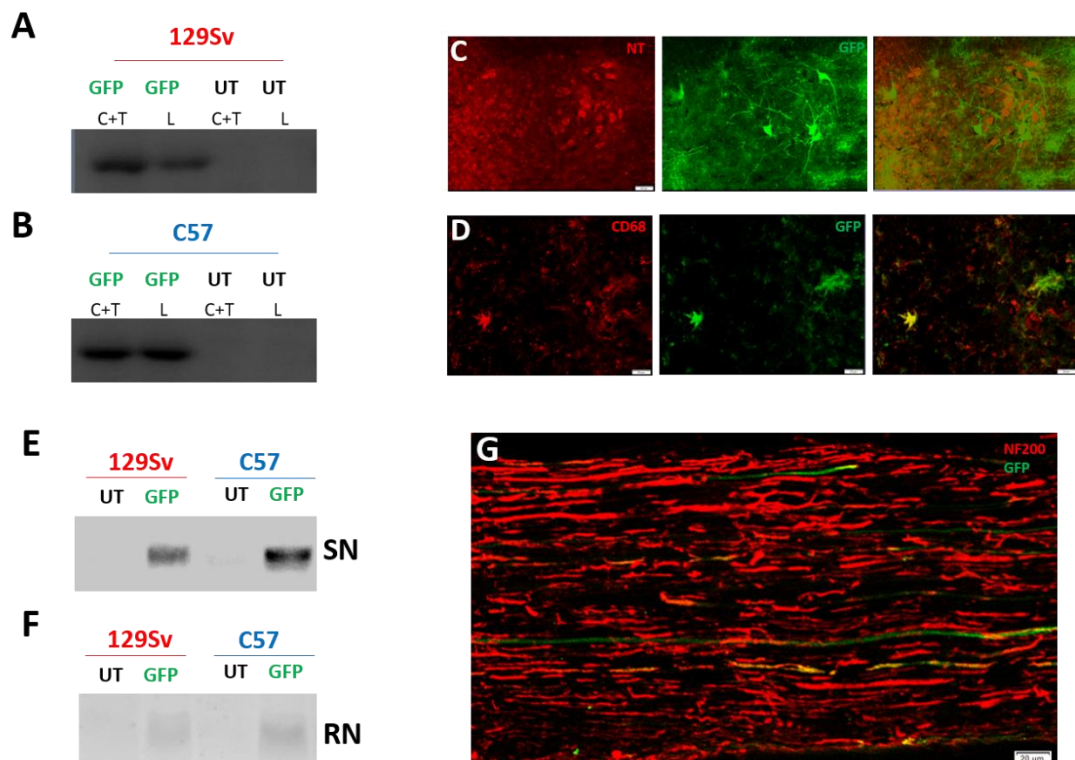 A
129Sv
GFP GFP UT UT
C+T L C+T L
B
C57
GFP GFP UT UT
C+T L C+T L
C NT GFP
D CD68 GFP
E
129Sv C57
UT GFP UT GFP
SN
F
129Sv C57
UT GFP UT GFP
RN
G NF200
GFP
20 µm